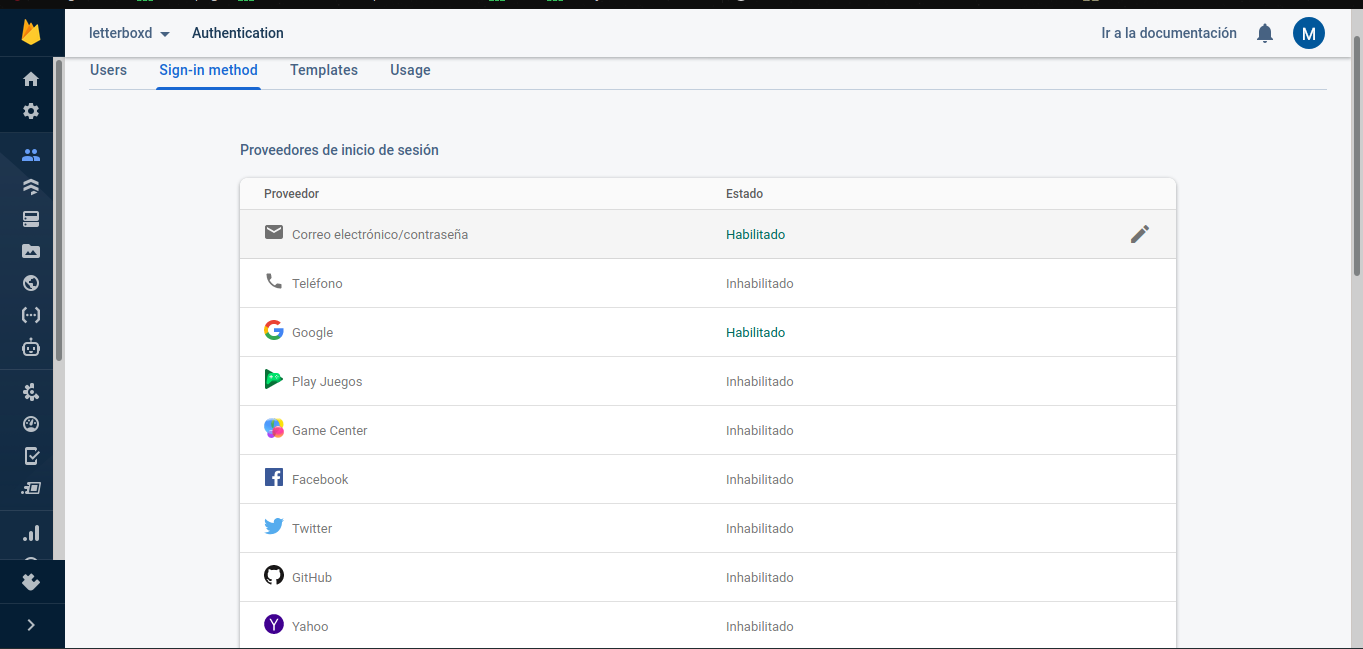 letterboxd
Authentication
Ir a la documentación
M
Users
Sign-in method
Templates
Usage
Proveedores de inicio de sesión
Proveedor Estado
Correo electrónico/contraseña Habilitado
Teléfono Inhabilitado
Google Habilitado
Play Juegos Inhabilitado
Game Center Inhabilitado
Facebook Inhabilitado
Twitter Inhabilitado
GitHub Inhabilitado
Yahoo Inhabilitado